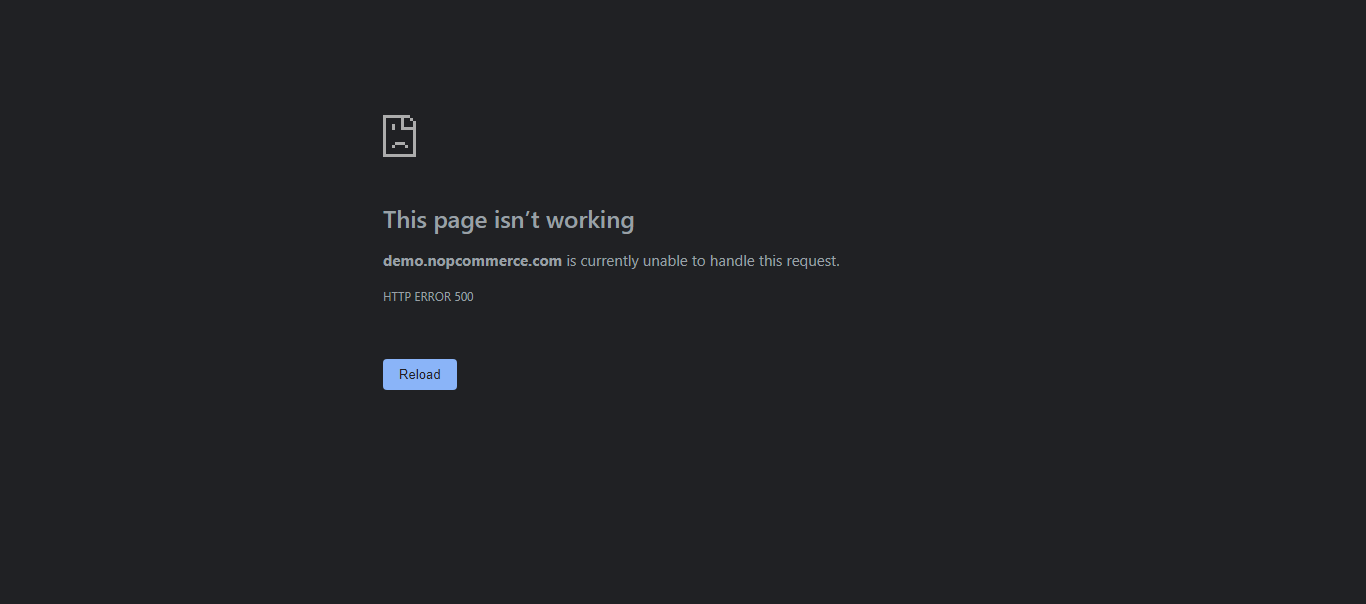 This page isn’t working
demo.nopcommerce.com is currently unable to handle this request.
HTTP ERROR 500
Reload